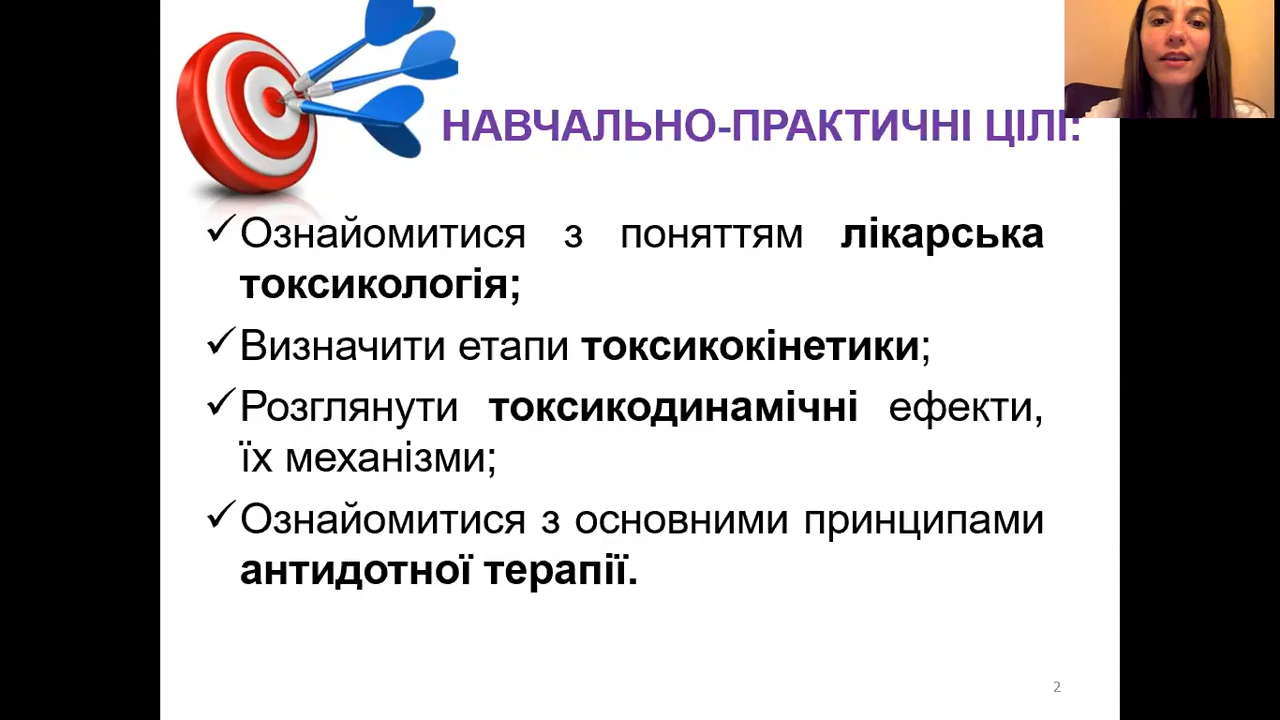 НАВЧАЛЬНО-ПРАКТИЧНІ ЦІЛІ:
✓Ознайомитися з поняттям лікарська
токсикологія;
✓Визначити етапи токсикокінетики;
✓Розглянути токсикодинамічні ефекти,
їх механізми;
✓Ознайомитися з основними принципами
антидотної терапії.
2